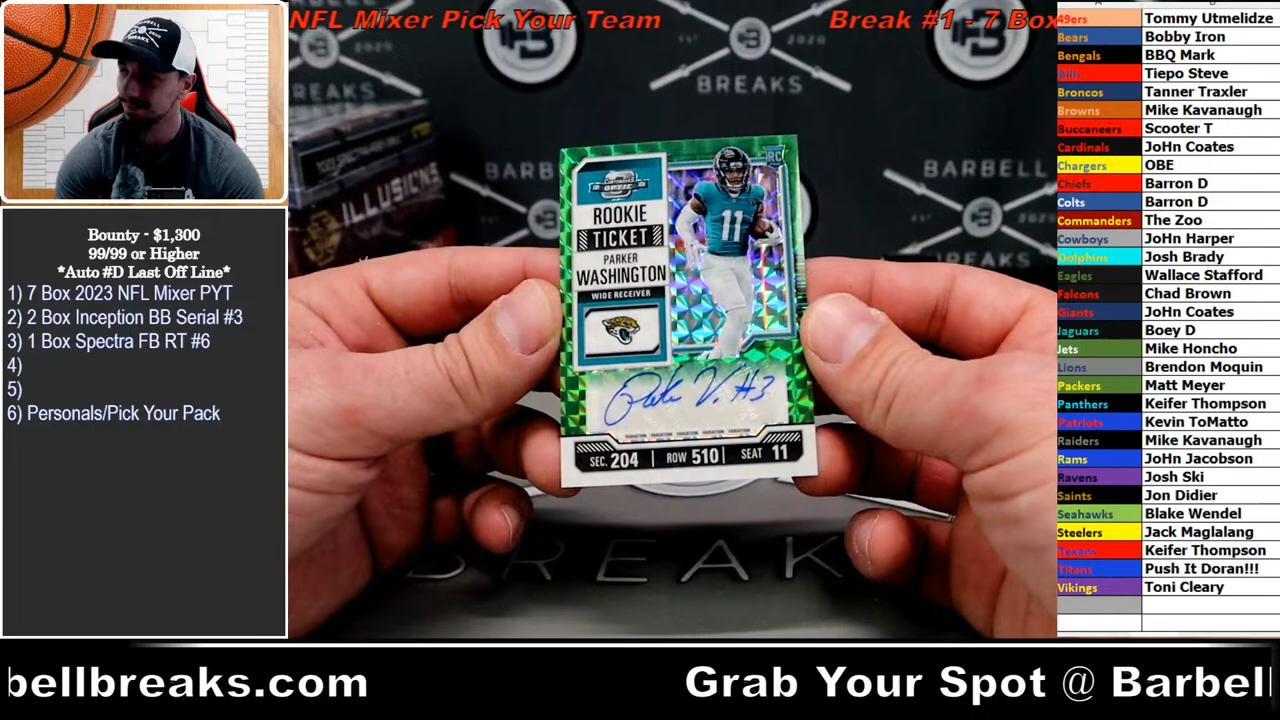 NFL Mixer Pick Your Team Break #1 - 7 Box
BREAKS
BARBELL
BREAKS
ILLUSIONS
Bounty - $1,300
99/99 or Higher
*Auto #D Last Off Line*
1) 7 Box 2023 NFL Mixer PYT
2) 2 Box Inception BB Serial #3
3) 1 Box Spectra FB RT #6
4)
5)
6) Personals/Pick Your Pack
CONTENDERS
OPTIC
RC
ROOKIE
TICKET
PARKER
WASHINGTON
WIDE RECEIVER
11
#3
SEC. 204 | ROW 510 | SEAT 11
BREAK
49ers Tommy Utmelidze
Bears Bobby Iron
Bengals BBQ Mark
Bills Tiepo Steve
Broncos Tanner Traxler
Browns Mike Kavanaugh
Buccaneers Scooter T
Cardinals JoHn Coates
Chargers OBE
Chiefs Barron D
Colts Barron D
Commanders The Zoo
Cowboys JoHn Harper
Dolphins Josh Brady
Eagles Wallace Stafford
Falcons Chad Brown
Giants JoHn Coates
Jaguars Boey D
Jets Mike Honcho
Lions Brendon Moquin
Packers Matt Meyer
Panthers Keifer Thompson
Patriots Kevin ToMatto
Raiders Mike Kavanaugh
Rams JoHn Jacobson
Ravens Josh Ski
Saints Jon Didier
Seahawks Blake Wendel
Steelers Jack Maglalang
Texans Keifer Thompson
Titans Push It Doran!!!
Vikings Toni Cleary
bellbreaks.com Grab Your Spot @ Barbell